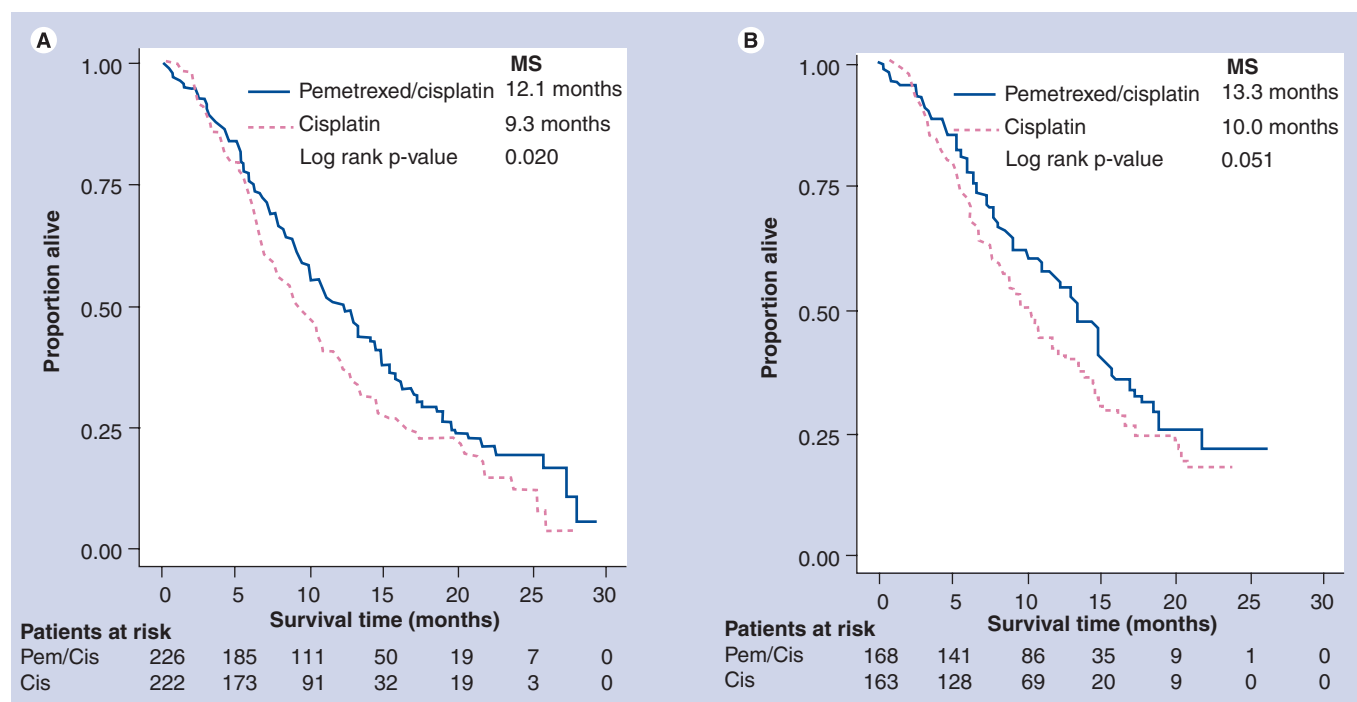 A
MS
Pemetrexed/cisplatin 12.1 months
Cisplatin 9.3 months
Log rank p-value 0.020
Proportion alive
1.00
0.75
0.50
0.25
0.00
0 5 10 15 20 25 30
Survival time (months)
Patients at risk
Pem/Cis 226 185 111 50 19 7 0
Cis 222 173 91 32 19 3 0
B
MS
Pemetrexed/cisplatin 13.3 months
Cisplatin 10.0 months
Log rank p-value 0.051
Proportion alive
1.00
0.75
0.50
0.25
0.00
0 5 10 15 20 25 30
Survival time (months)
Patients at risk
Pem/Cis 168 141 86 35 9 1 0
Cis 163 128 69 20 9 0 0